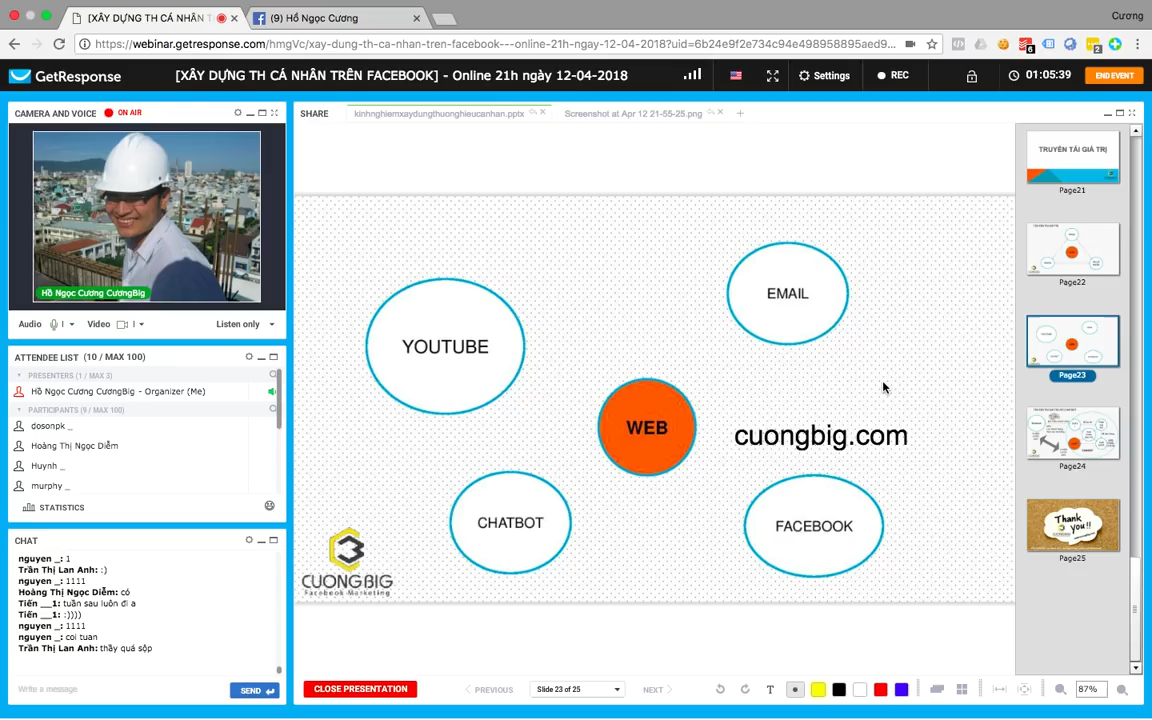 [XÂY DỰNG TH CÁ NHÂN T
(9) Hồ Ngọc Cương
Cương
https://webinar.getresponse.com/hmgVc/xay-dung-th-ca-nhan-tren-facebook---online-21h-ngay-12-04-2018?uid=6b24e9f2e734c94e498958895aed9...
6
2
GetResponse
[XÂY DỰNG TH CÁ NHÂN TRÊN FACEBOOK] - Online 21h ngày 12-04-2018
Settings
REC
01:05:39
END EVENT
CAMERA AND VOICE
ON AIR
Hồ Ngọc Cương CươngBig
Audio
Video
Listen only
ATTENDEE LIST (10 / MAX 100)
PRESENTERS (1 / MAX 3)
Hồ Ngọc Cương CươngBig - Organizer (Me)
PARTICIPANTS (9 / MAX 100)
dosonpk _
Hoàng Thị Ngọc Diễm
Huynh _
murphy _
STATISTICS
CHAT
nguyen _: 1
Trần Thị Lan Anh: :)
nguyen _: 1111
Hoàng Thị Ngọc Diễm: có
Tiến __1: tuần sau luôn đi a
Tiến __1: :))))
nguyen _: 1111
nguyen _: coi tuan
Trần Thị Lan Anh: thầy quá sộp
Write a message
SEND
SHARE
kinhnghiemxaydungthuonghieucanhan.pptx
Screenshot at Apr 12 21-55-25.png
YOUTUBE
EMAIL
WEB
cuongbig.com
CHATBOT
FACEBOOK
CUONGBIG
Facebook Marketing
CLOSE PRESENTATION
PREVIOUS
Slide 23 of 25
NEXT
T
87%
TRUYỀN TẢI GIÁ TRỊ
Page21
Page22
Page23
Page24
Thank you!!
Page25